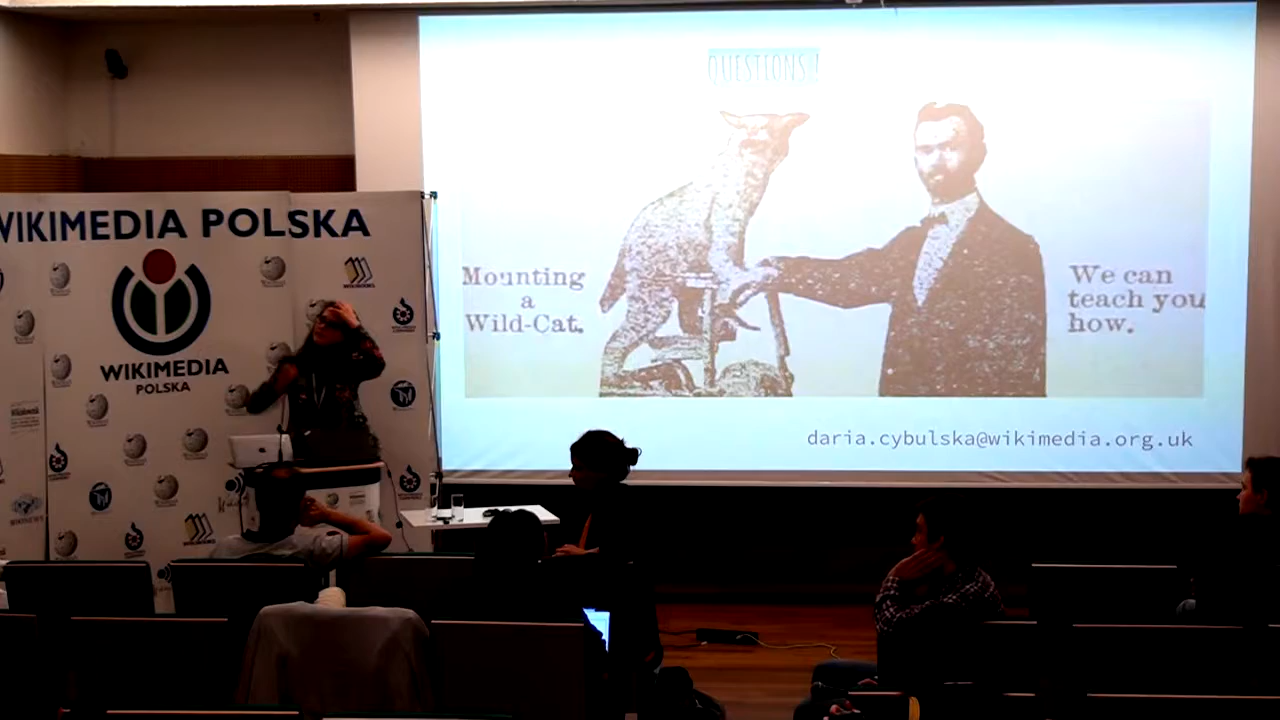 QUESTIONS!
Mounting
a
Wild-Cat.
We can
teach you
how.
daria.cybulska@wikimedia.org.uk
WIKIMEDIA POLSKA
WIKIMEDIA
POLSKA